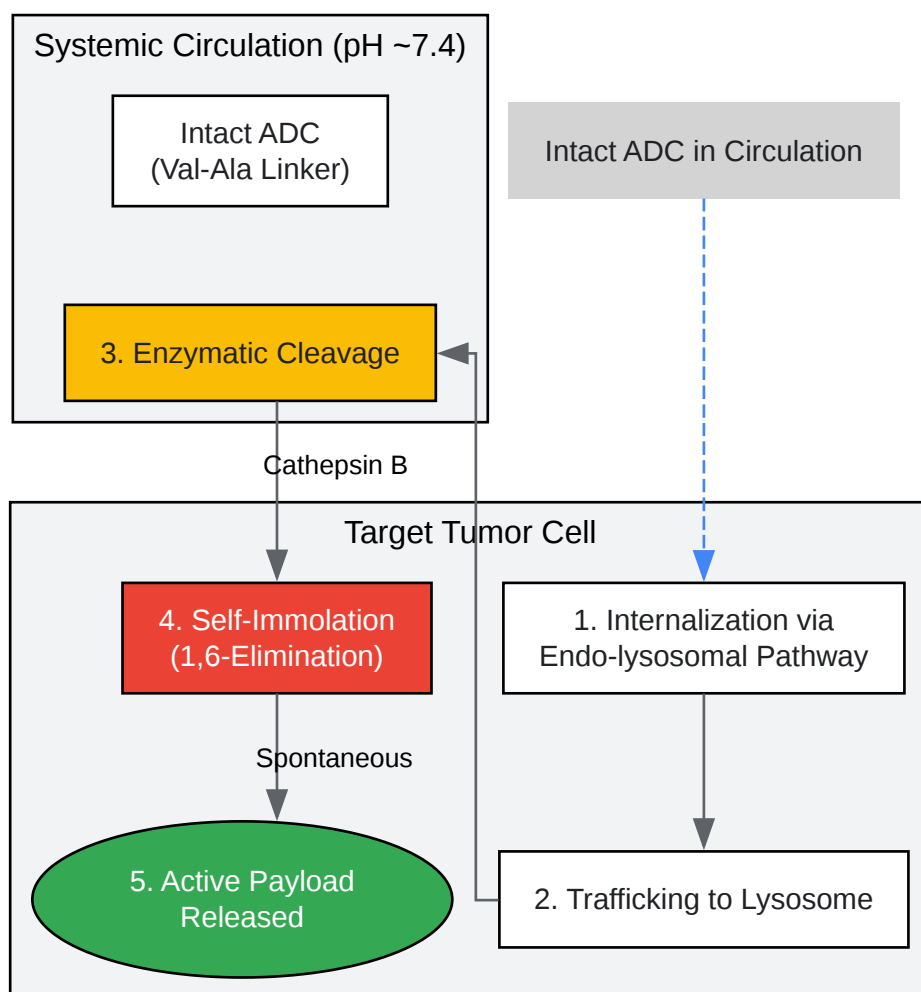 Systemic Circulation (pH ~7.4)
Intact ADC
(Val-Ala Linker)
Intact ADC in Circulation
3. Enzymatic Cleavage
Cathepsin B
Target Tumor Cell
4. Self-Immolation
(1,6-Elimination)
1. Internalization via
Endo-lysosomal Pathway
Spontaneous
5. Active Payload
Released
2. Trafficking to Lysosome